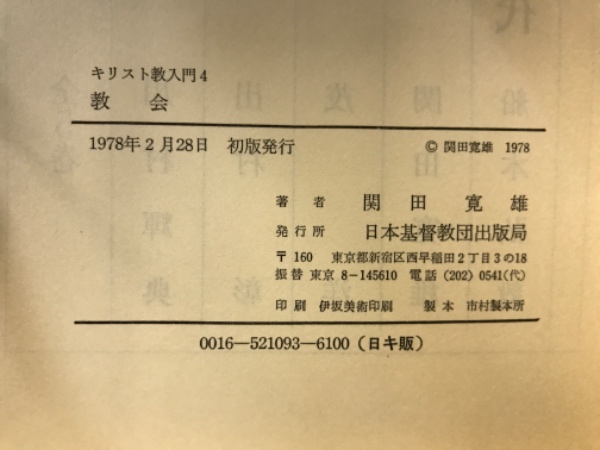 キリスト教入門4
教 会
1978年2月28日 初版発行
© 関田寛雄 1978
著 者 関 田 寛 雄
発行所 日本基督教団出版局
〒160 東京都新宿区西早稲田2丁目3の18
振替 東京 8―145610 電話 (202) 0541(代)
印刷 伊坂美術印刷 製本 市村製本所
0016―521093―6100 (日キ販)